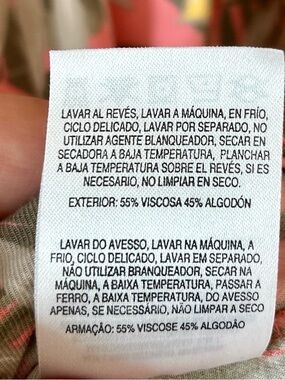 LAVAR AL REVÉS, LAVAR A MÁQUINA, EN FRÍO,
CICLO DELICADO, LAVAR POR SEPARADO, NO
UTILIZAR AGENTE BLANQUEADOR, SECAR EN
SECADORA A BAJA TEMPERATURA, PLANCHAR
A BAJA TEMPERATURA SOBRE EL REVÉS, SI ES
NECESARIO, NO LIMPIAR EN SECO.
EXTERIOR: 55% VISCOSA 45% ALGODÓN
LAVAR DO AVESSO, LAVAR NA MÁQUINA, A
FRIO, CICLO DELICADO, LAVAR EM SEPARADO,
NÃO UTILIZAR BRANQUEADOR, SECAR NA
MÁQUINA, A BAIXA TEMPERATURA, PASSAR A
FERRO, A BAIXA TEMPERATURA, DO AVESSO
APENAS, SE NECESSÁRIO, NÃO LIMPAR A SECO
ARMAÇÃO: 55% VISCOSE 45% ALGODÃO